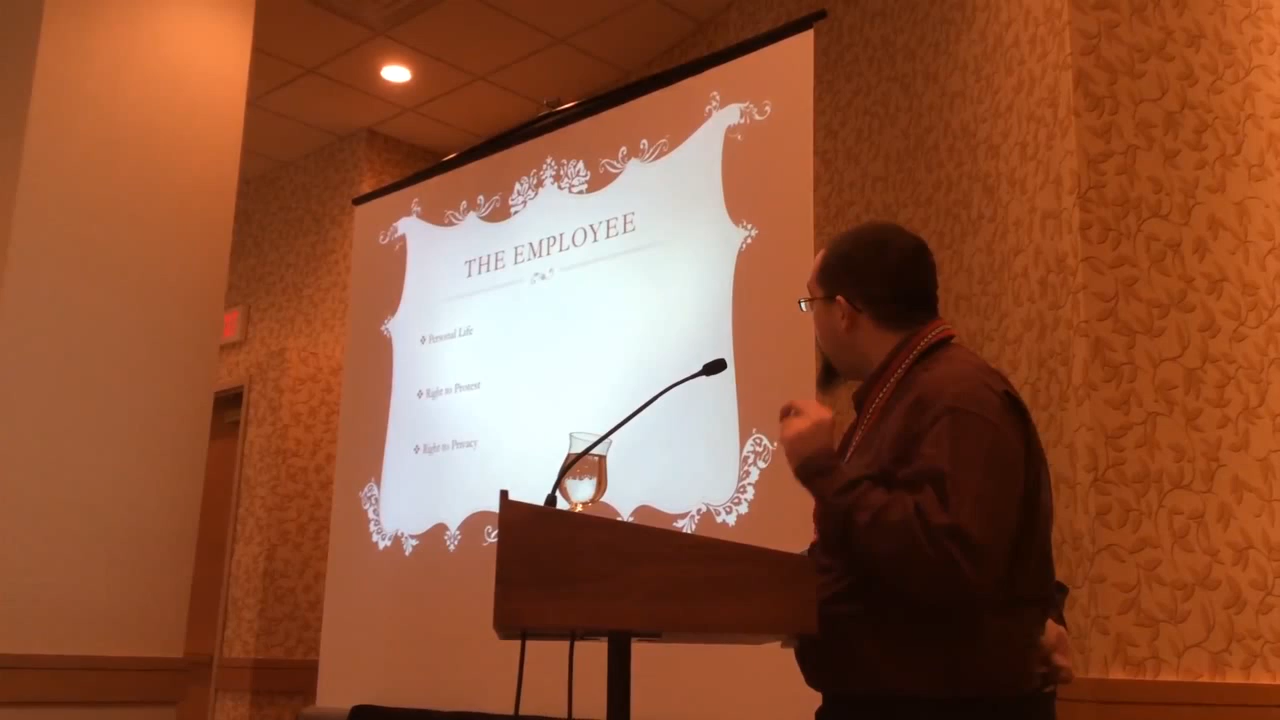 THE EMPLOYEE
❖ Personal Life
❖ Right to Protest
❖ Right to Privacy